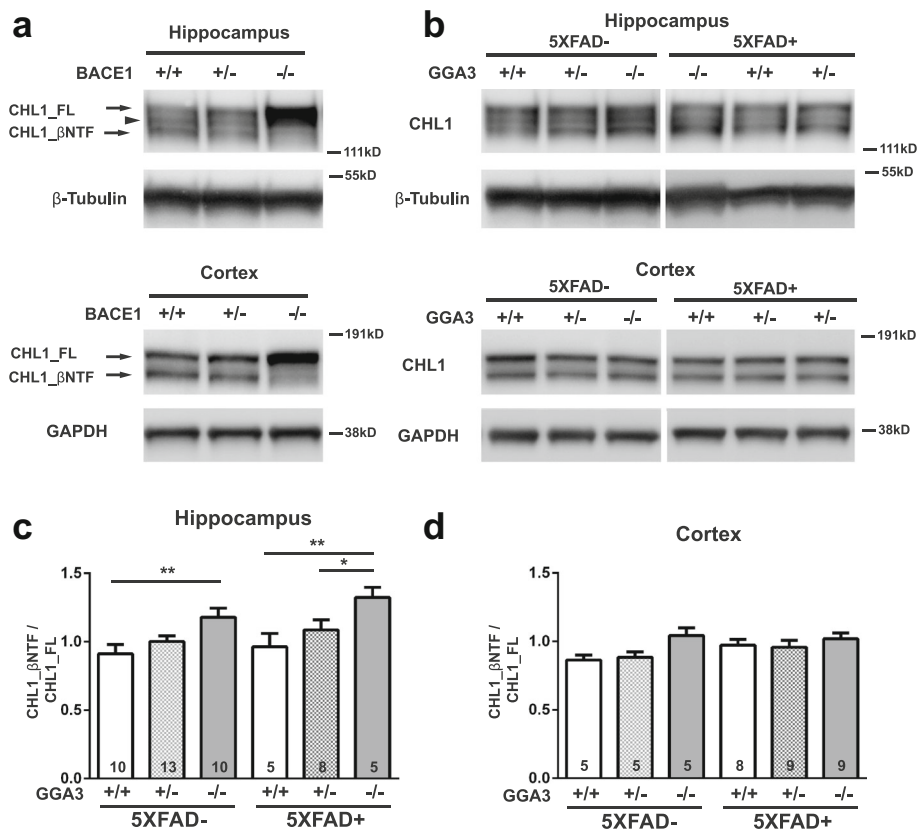 a
Hippocampus
BACE1 +/+ +/- -/-
CHL1_FL
CHL1_βNTF
111kD
55kD
β-Tubulin
Cortex
BACE1 +/+ +/- -/-
191kD
CHL1_FL
CHL1_βNTF
GAPDH
38kD
b
Hippocampus
5XFAD- 5XFAD+
GGA3 +/+ +/- -/- -/- +/+ +/-
CHL1
111kD
55kD
β-Tubulin
Cortex
5XFAD- 5XFAD+
GGA3 +/+ +/- -/- +/+ +/- +/-
191kD
CHL1
GAPDH
38kD
c
Hippocampus
** ** *
CHL1_βNTF /
CHL1_FL
1.5
1.0
0.5
0.0
10 13 10 5 8 5
GGA3 +/+ +/- -/- +/+ +/- -/-
5XFAD- 5XFAD+
d
Cortex
CHL1_βNTF /
CHL1_FL
1.5
1.0
0.5
0.0
5 5 5 8 9 9
GGA3 +/+ +/- -/- +/+ +/- -/-
5XFAD- 5XFAD+